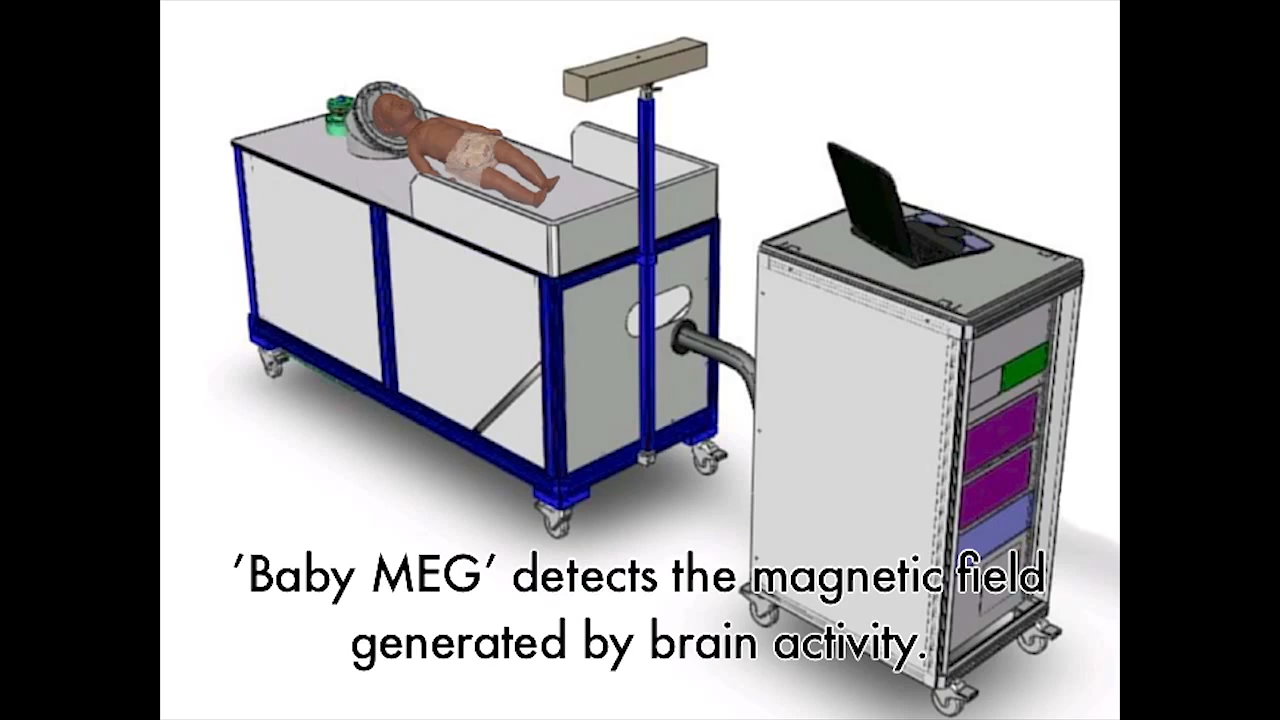 ’Baby MEG’ detects the magnetic field
generated by brain activity.